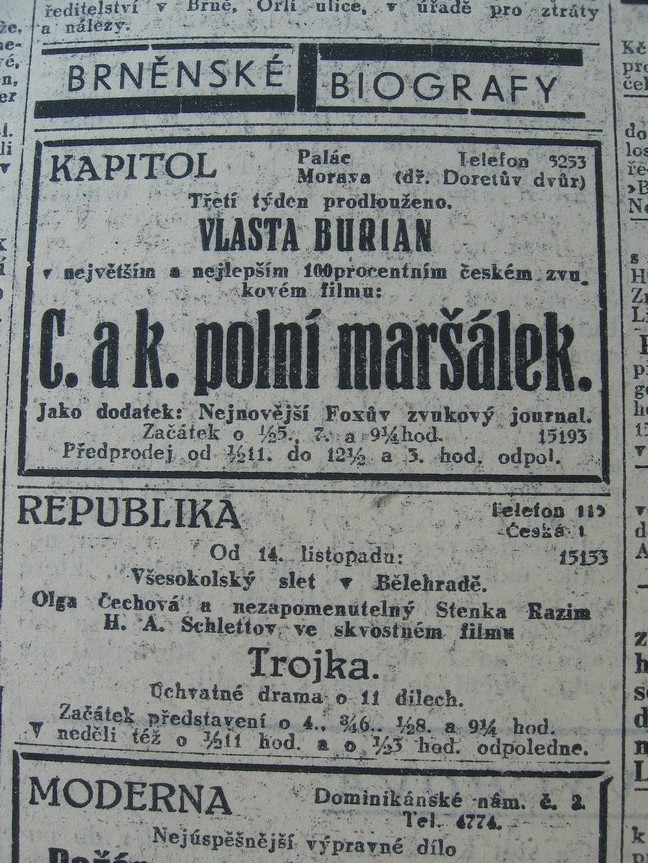 ředitelství v Brně, Orlí ulice, v úřadě pro ztráty
a nálezy.
BRNĚNSKÉ BIOGRAFY
KAPITOL
Palác Telefon 5253
Morava (dř. Doretův dvůr)
Třetí týden prodlouženo.
VLASTA BURIAN
v největším a nejlepším 100procentním českém zvu-
kovém filmu:
C. a k. polní maršálek.
Jako dodatek: Nejnovější Foxův zvukový journal.
Začátek o ½5. 7. a 9¼ hod. 15193
Předprodej od ½11. do 12½ a 3. hod. odpol.
REPUBLIKA
Telefon
Česká 1
Od 14. listopadu: 15153
Všesokolský slet v Bělehradě.
Olga Čechová a nezapomenutelný Stenka Razim
H. A. Schlettov ve skvostném filmu
Trojka.
Úchvatné drama o 11 dílech.
Začátek představení o 4., ¾6. ½8. a 9¼ hod.
v neděli též o ½11 hod. a o ½3 hod. odpoledne.
MODERNA
Dominikánské nám. č. 2.
Tel. 4774.
Nejúspěšnější výpravné dílo